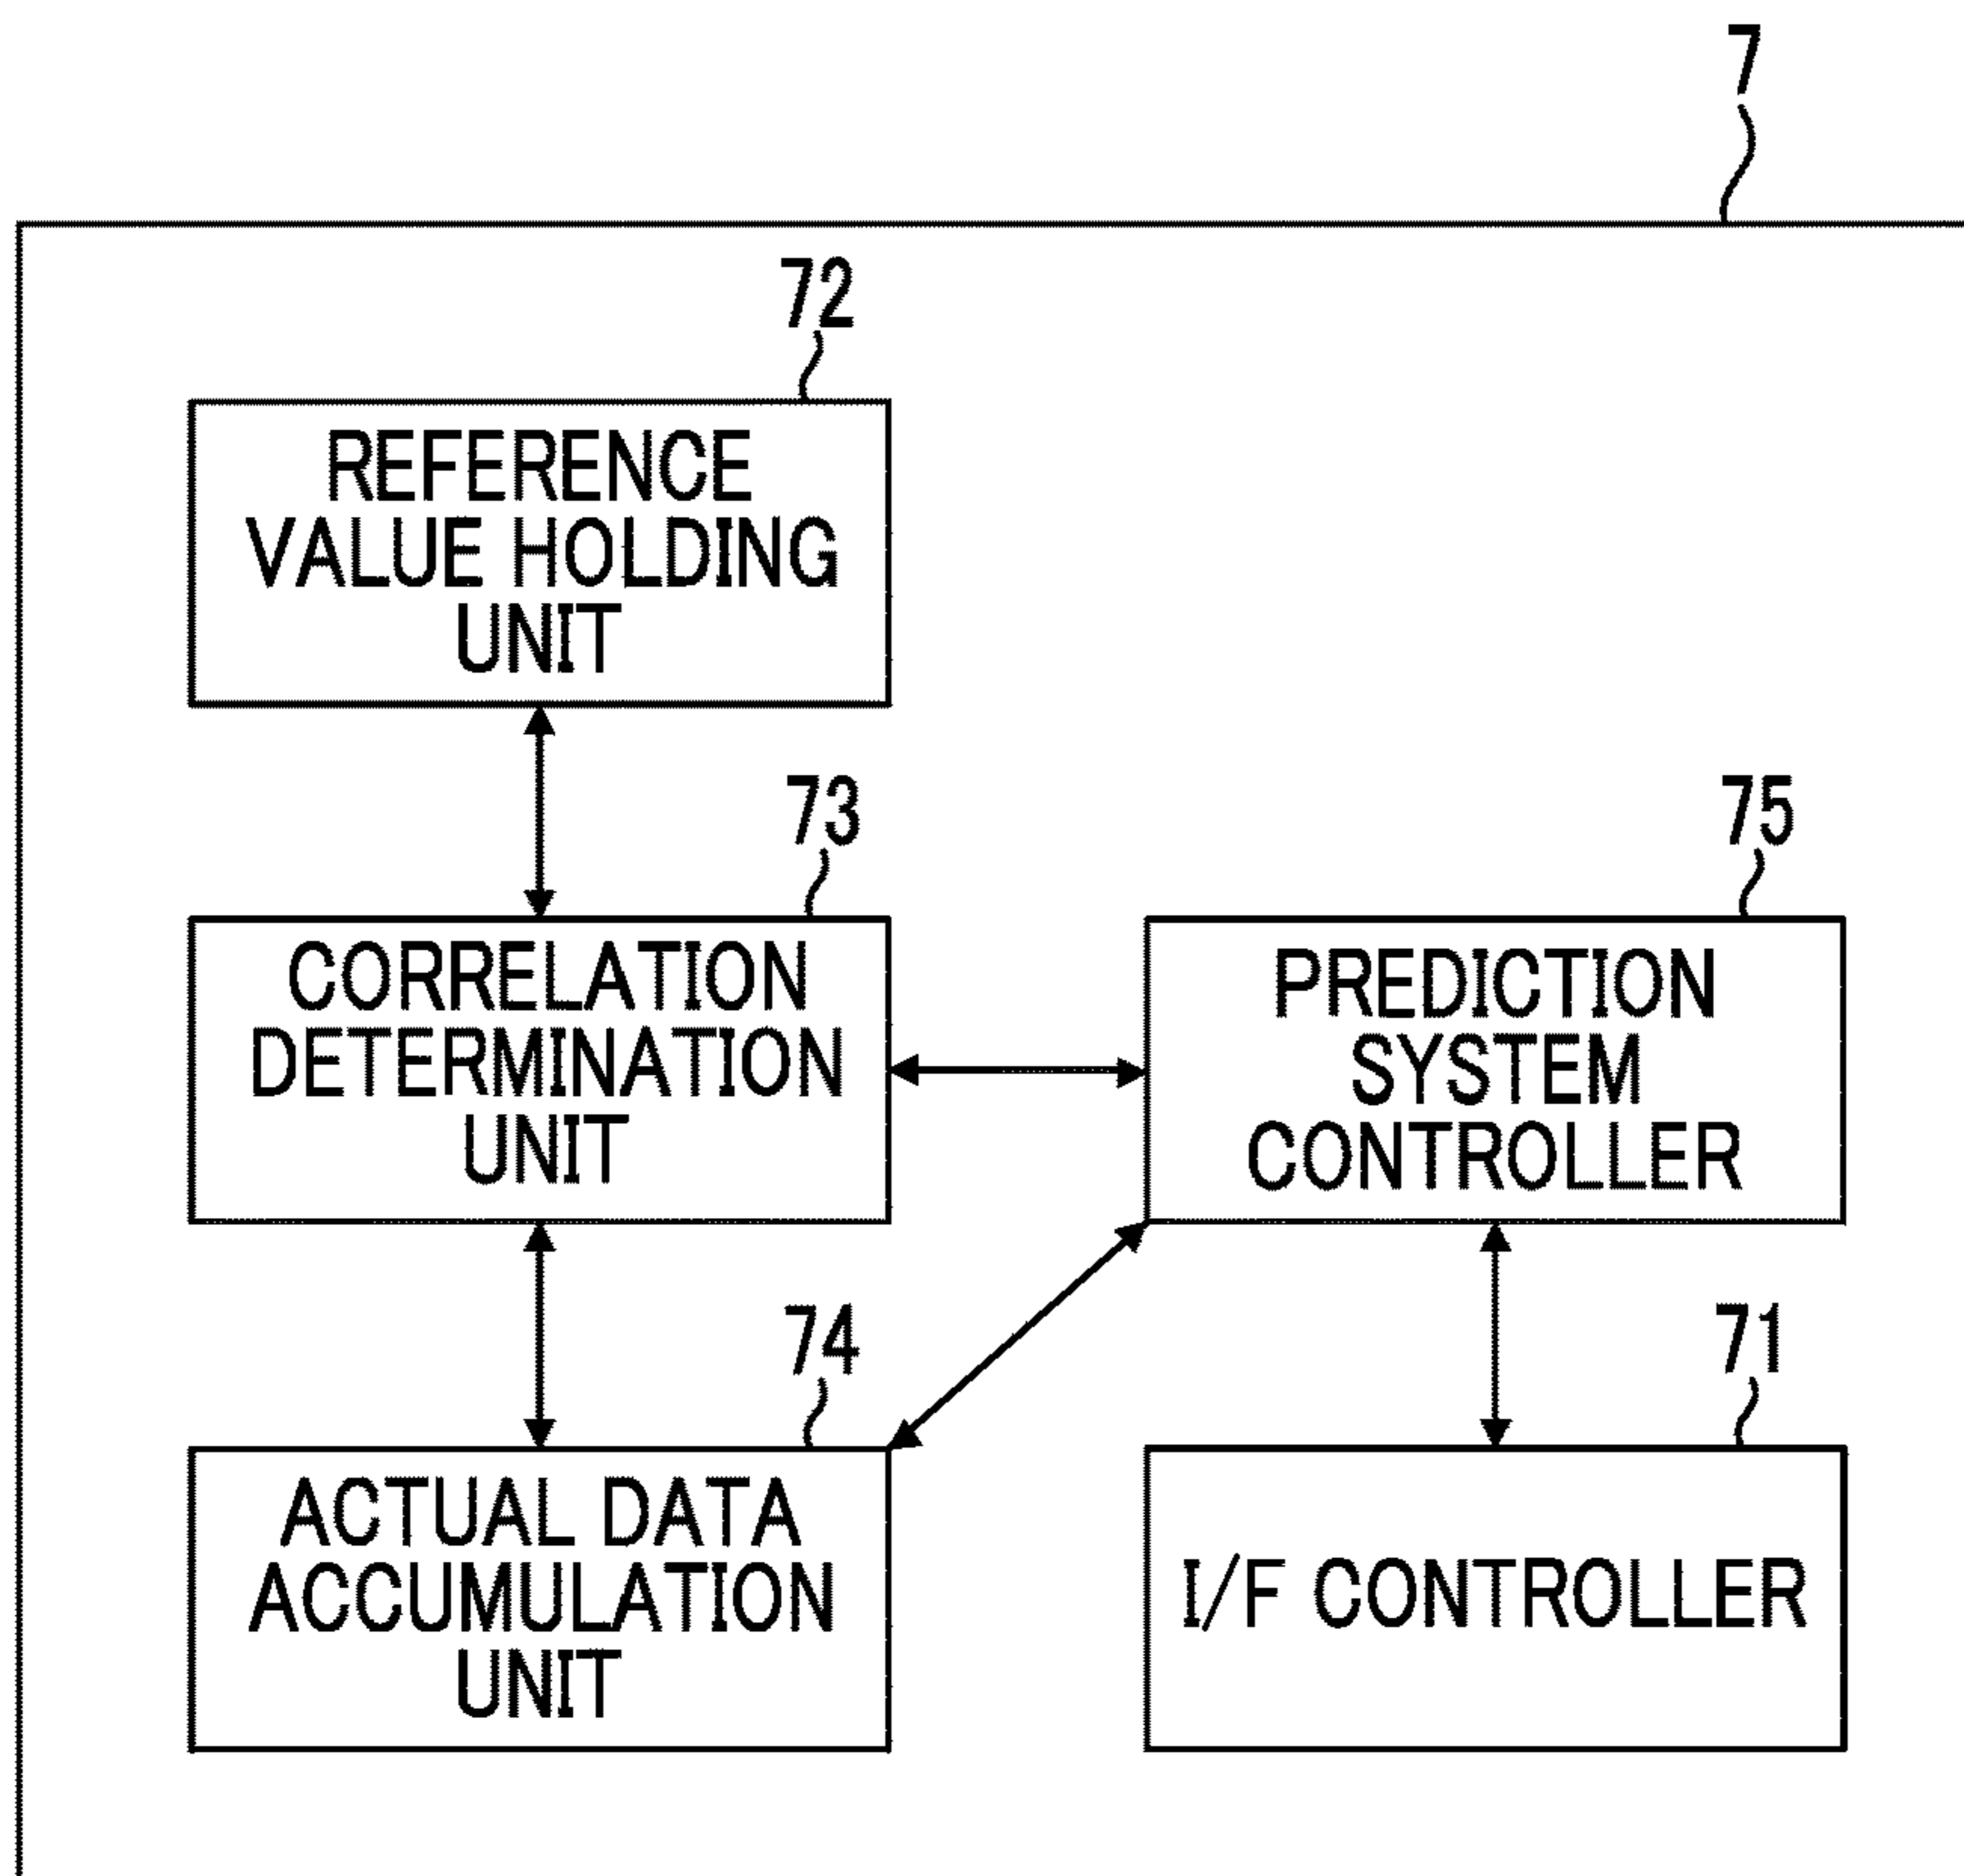 7
72
REFERENCE
VALUE HOLDING
UNIT
73
CORRELATION
DETERMINATION
UNIT
75
PREDICTION
SYSTEM
CONTROLLER
74
ACTUAL DATA
ACCUMULATION
UNIT
71
I/F CONTROLLER